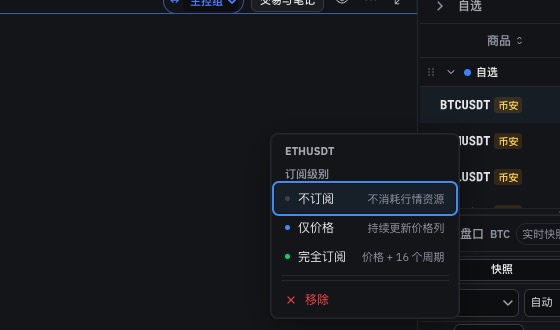 主控组
交易与笔记
自选
商品
自选
BTCUSDT 币安
币安
USDT 币安
ETHUSDT
订阅级别
不订阅 不消耗行情资源
仅价格 持续更新价格列
完全订阅 价格 + 16 个周期
移除
盘口 BTC 实时快照
快照
自动